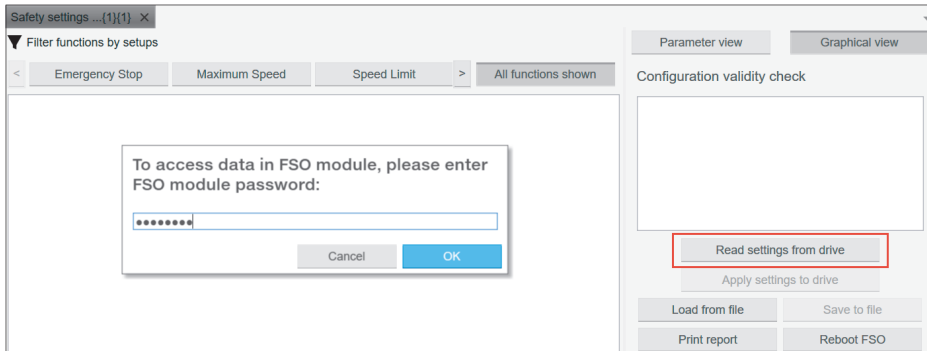 Safety settings ...{1}{1} ×
Filter functions by setups
< Emergency Stop Maximum Speed Speed Limit > All functions shown
To access data in FSO module, please enter
FSO module password:
••••••••
Cancel OK
Parameter view Graphical view
Configuration validity check
Read settings from drive
Apply settings to drive
Load from file Save to file
Print report Reboot FSO